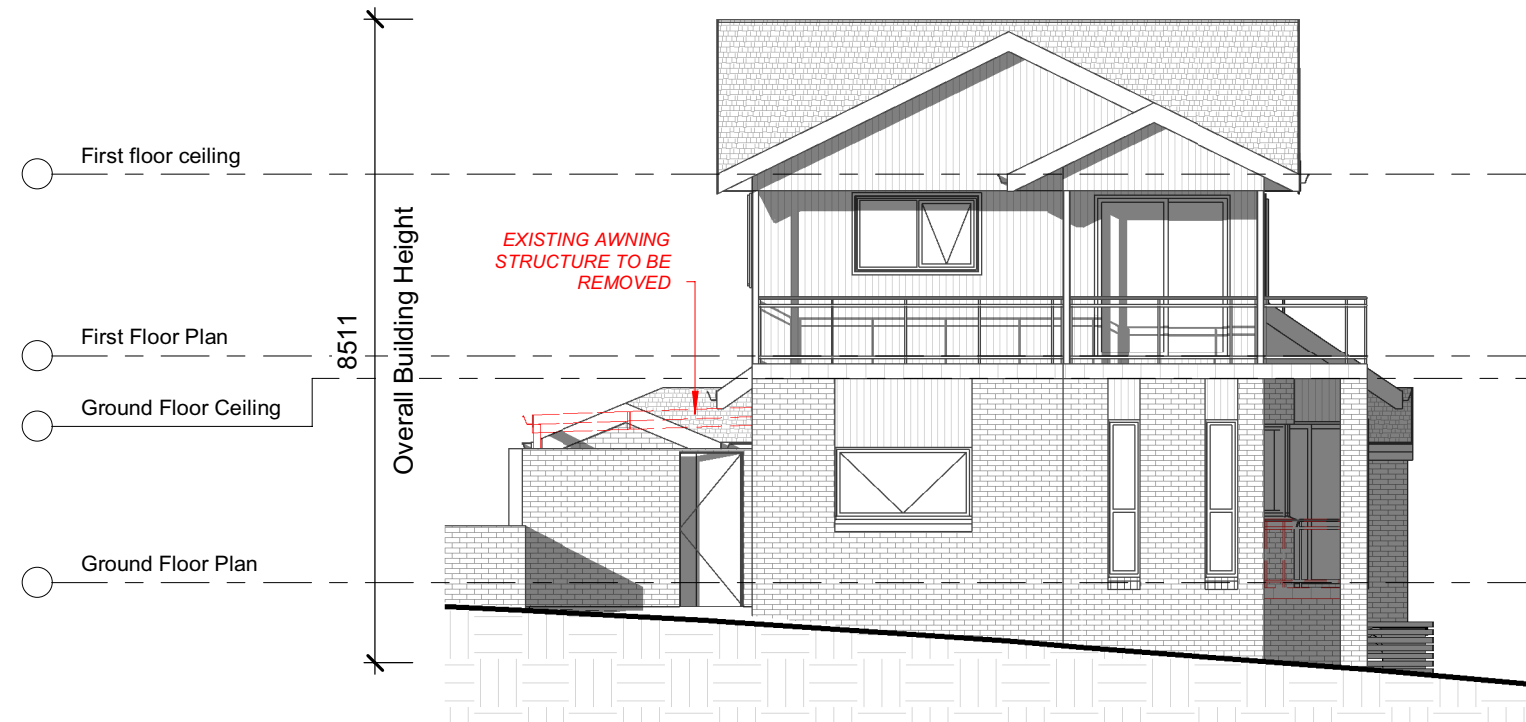 First floor ceiling
EXISTING AWNING
STRUCTURE TO BE
REMOVED
First Floor Plan
8511
Overall Building Height
Ground Floor Ceiling
Ground Floor Plan